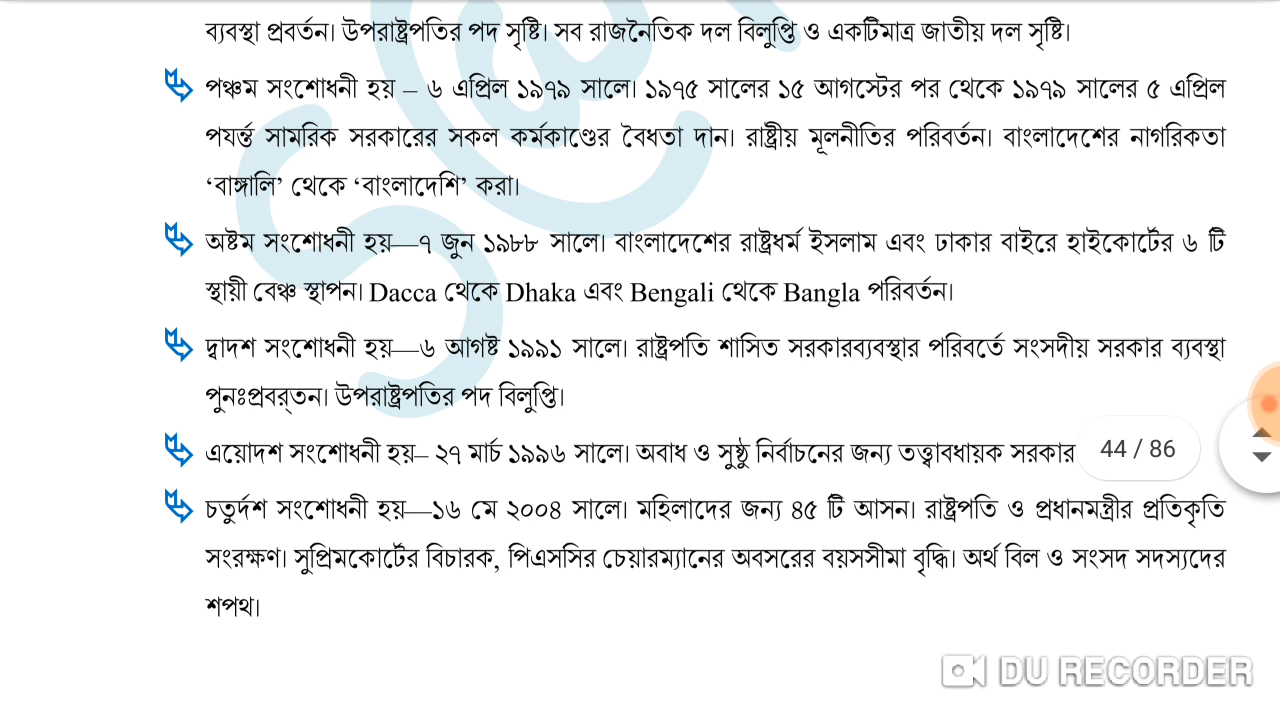 ব্যবস্থা প্রবর্তন। উপরাষ্ট্রপতির পদ সৃষ্টি। সব রাজনৈতিক দল বিলুপ্তি ও একটিমাত্র জাতীয় দল সৃষ্টি।
পঞ্চম সংশোধনী হয় – ৬ এপ্রিল ১৯৭৯ সালে। ১৯৭৫ সালের ১৫ আগস্টের পর থেকে ১৯৭৯ সালের ৫ এপ্রিল
পযর্ন্ত সামরিক সরকারের সকল কর্মকাণ্ডের বৈধতা দান। রাষ্ট্রীয় মূলনীতির পরিবর্তন। বাংলাদেশের নাগরিকতা
‘বাঙ্গালি’ থেকে ‘বাংলাদেশি’ করা।
অষ্টম সংশোধনী হয়—৭ জুন ১৯৮৮ সালে। বাংলাদেশের রাষ্ট্রধর্ম ইসলাম এবং ঢাকার বাইরে হাইকোর্টের ৬ টি
স্থায়ী বেঞ্চ স্থাপন। Dacca থেকে Dhaka এবং Bengali থেকে Bangla পরিবর্তন।
দ্বাদশ সংশোধনী হয়—৬ আগষ্ট ১৯৯১ সালে। রাষ্ট্রপতি শাসিত সরকারব্যবস্থার পরিবর্তে সংসদীয় সরকার ব্যবস্থা
পুনঃপ্রবর্‌তন। উপরাষ্ট্রপতির পদ বিলুপ্তি।
এয়োদশ সংশোধনী হয়– ২৭ মার্চ ১৯৯৬ সালে। অবাধ ও সুষ্ঠু নির্বাচনের জন্য তত্ত্বাবধায়ক সরকার 44 / 86
চতুর্দশ সংশোধনী হয়—১৬ মে ২০০৪ সালে। মহিলাদের জন্য ৪৫ টি আসন। রাষ্ট্রপতি ও প্রধানমন্ত্রীর প্রতিকৃতি
সংরক্ষণ। সুপ্রিমকোর্টের বিচারক, পিএসসির চেয়ারম্যানের অবসরের বয়সসীমা বৃদ্ধি। অর্থ বিল ও সংসদ সদস্যদের
শপথ।
DU RECORDER